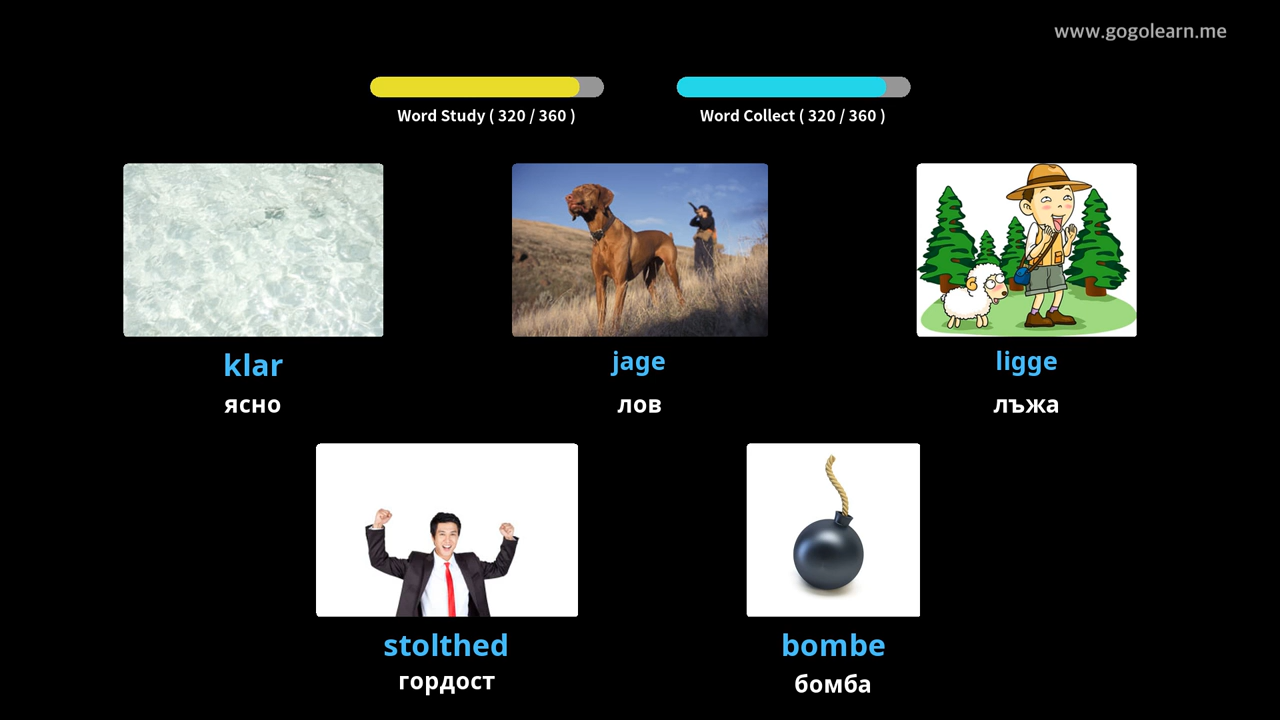 www.gogolearn.me
Word Study ( 320 / 360 )
Word Collect ( 320 / 360 )
klar
ясно
jage
лов
ligge
лъжа
stolthed
гордост
bombe
бомба